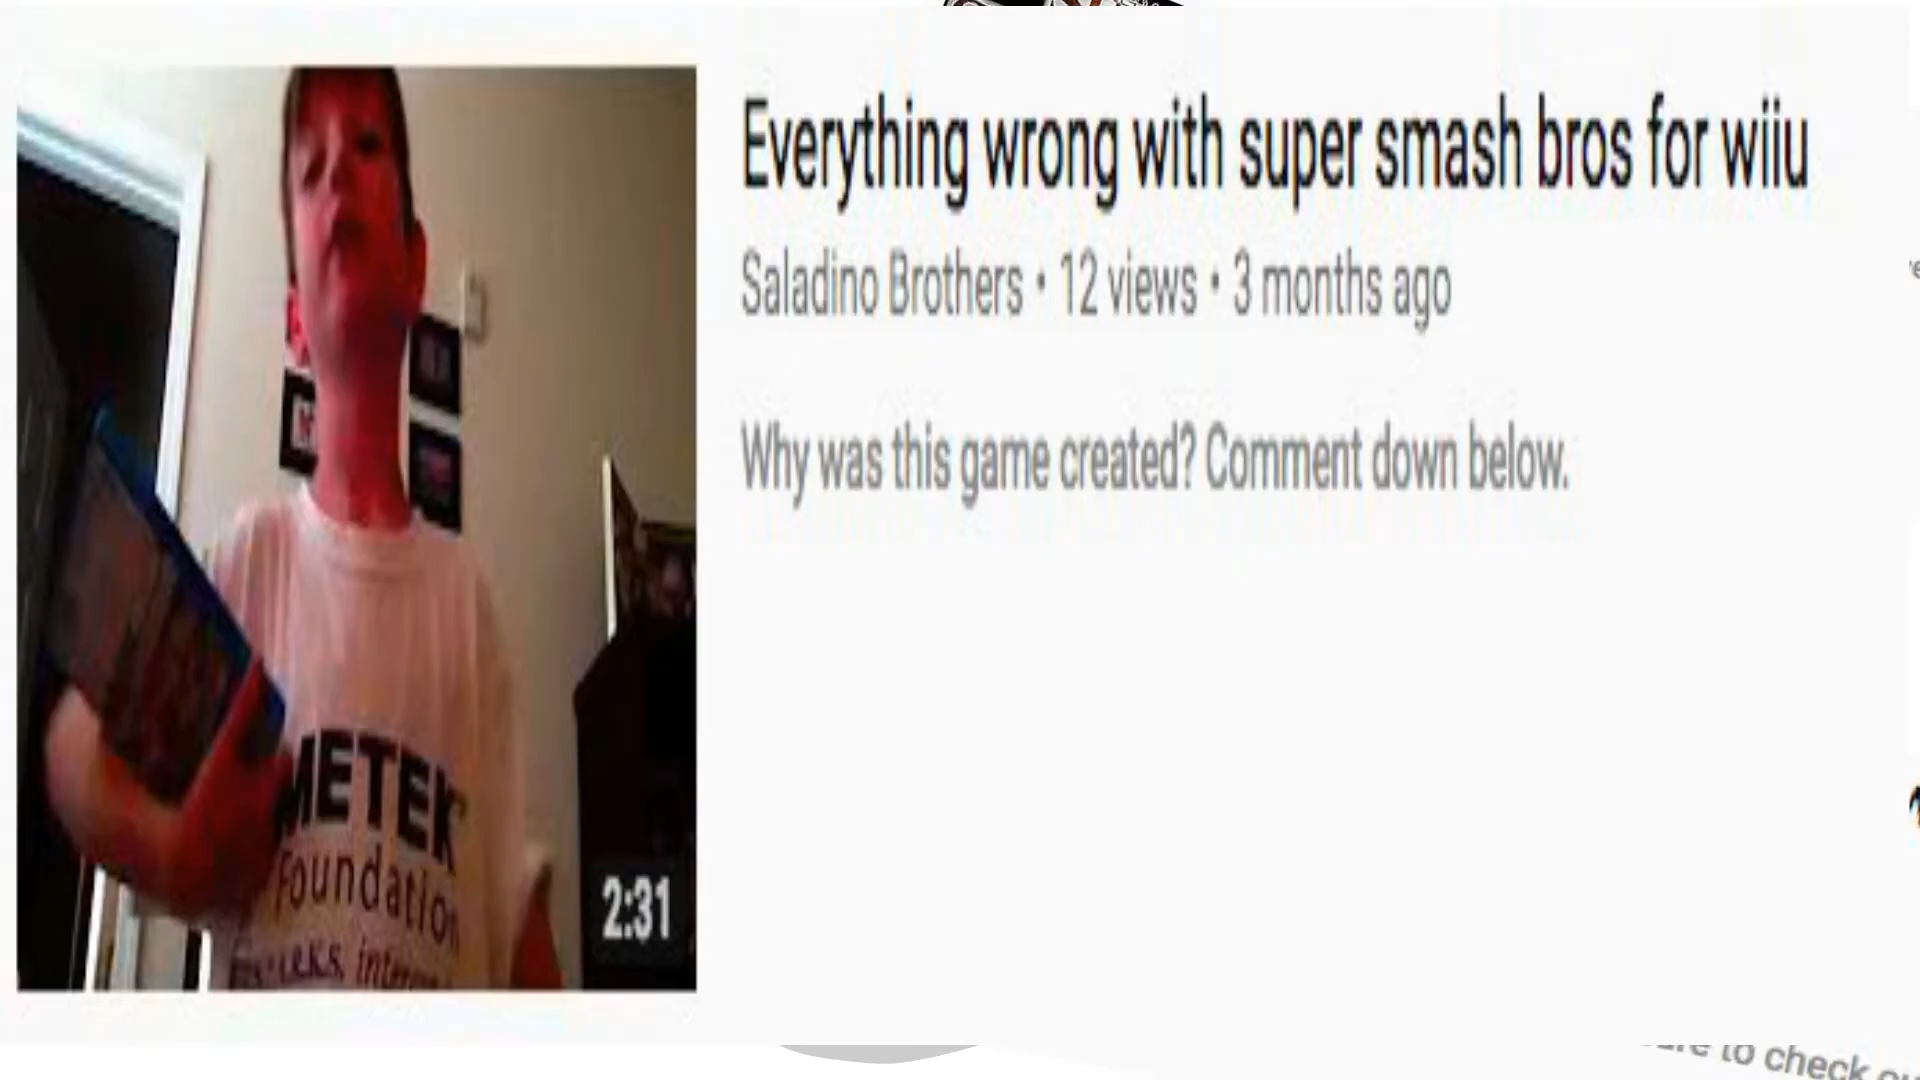 Everything wrong with super smash bros for wiiu
Saladino Brothers • 12 views • 3 months ago
Why was this game created? Comment down below.
METEK
Foundation
2:31
to check